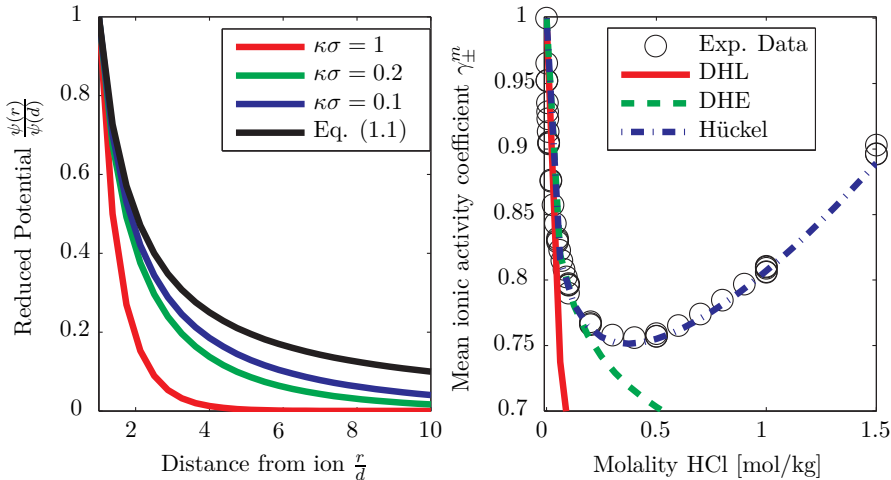 1
0.8
0.6
0.4
0.2
0
2
4
6
8
10
Reduced Potential ψ(r)/ψ(d)
Distance from ion r/d
κσ = 1
κσ = 0.2
κσ = 0.1
Eq. (1.1)
1
0.95
0.9
0.85
0.8
0.75
0.7
0
0.5
1
1.5
Mean ionic activity coefficient γ±^m
Molality HCl [mol/kg]
Exp. Data
DHL
DHE
Hückel